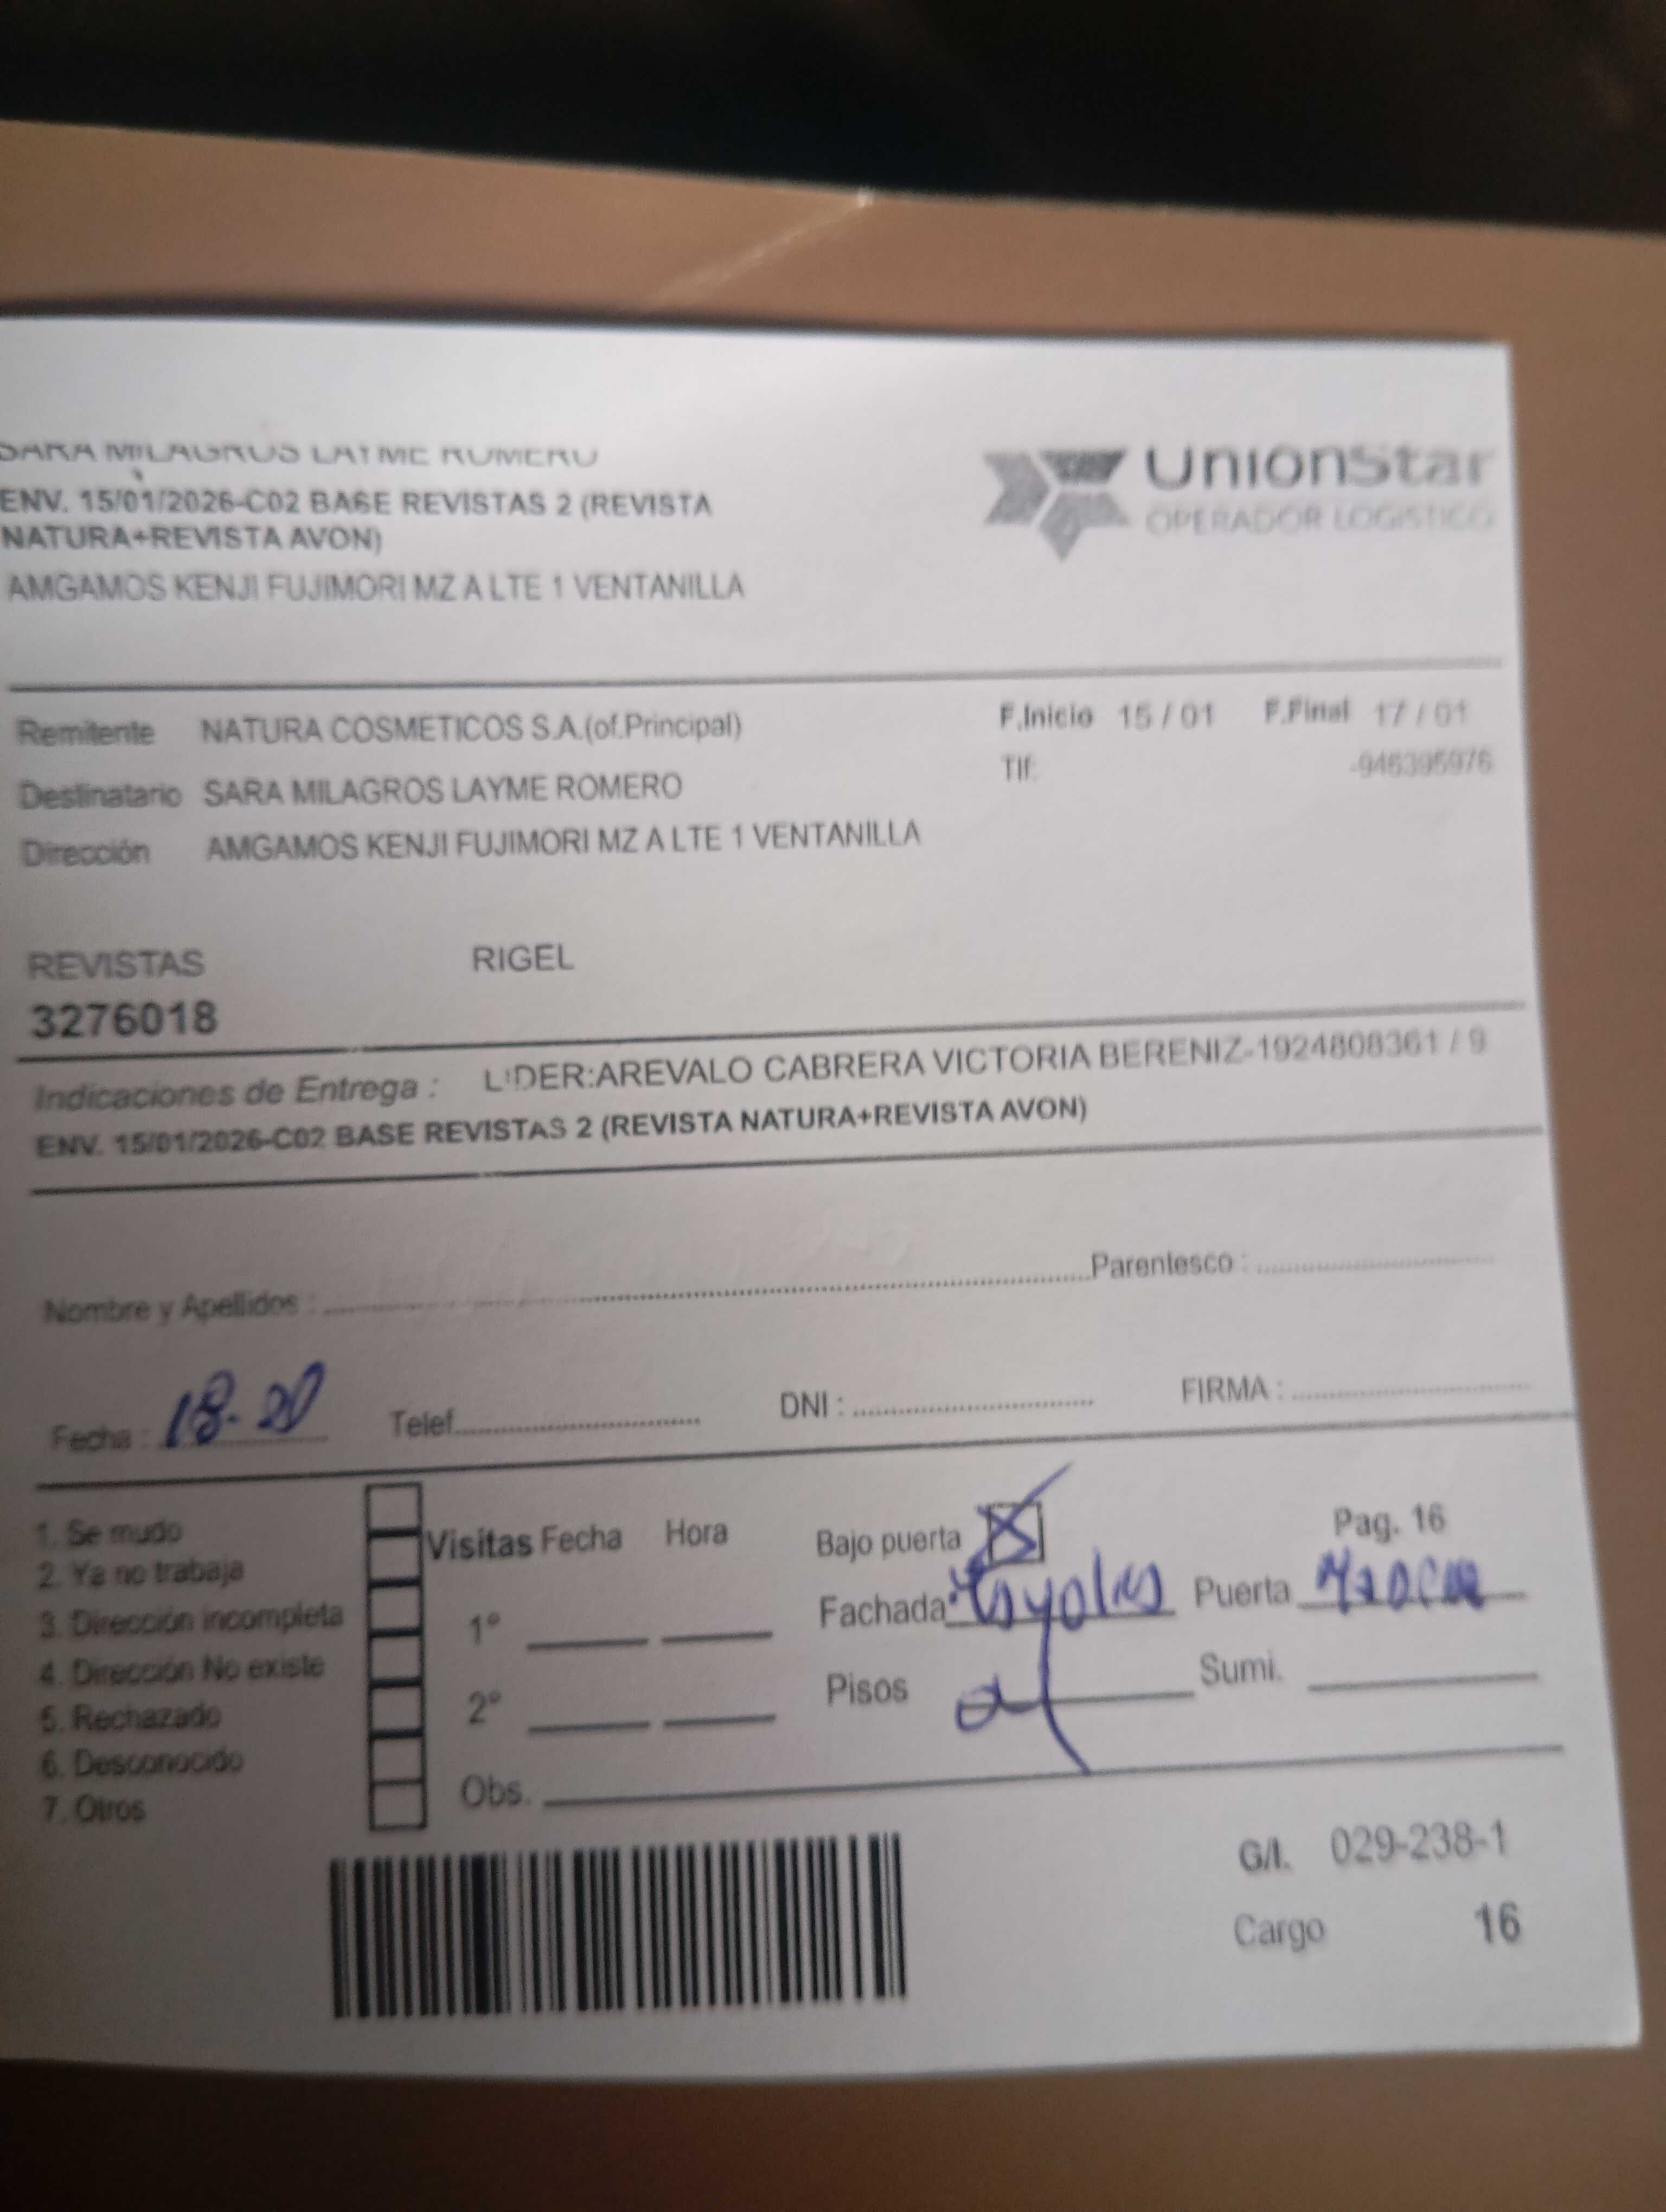 SARA MILAGROS LAYME ROMERO
ENV. 15/01/2026-C02 BASE REVISTAS 2 (REVISTA
NATURA+REVISTA AVON)
AMGAMOS KENJI FUJIMORI MZ A LTE 1 VENTANILLA
UnionStar
OPERADOR LOGISTICO
Remitente NATURA COSMETICOS S.A.(of.Principal) F.Inicio 15 / 01 F.Final 17 / 01
Destinatario SARA MILAGROS LAYME ROMERO Tlf. -946395976
Dirección AMGAMOS KENJI FUJIMORI MZ A LTE 1 VENTANILLA
REVISTAS RIGEL
3276018
Indicaciones de Entrega : LIDER:AREVALO CABRERA VICTORIA BERENIZ-1924808361 / 9
ENV. 15/01/2026-C02 BASE REVISTAS 2 (REVISTA NATURA+REVISTA AVON)
Nombre y Apellidos : Parentesco :
Fecha : Telef. DNI : FIRMA :
1. Se mudo
2. Ya no trabaja
3. Dirección incompleta
4. Dirección No existe
5. Rechazado
6. Desconocido
7. Otros
Visitas Fecha Hora
1°
2°
Obs.
Bajo puerta Pag. 16
Fachada Puerta
Pisos Sumi.
G/I. 029-238-1
Cargo 16